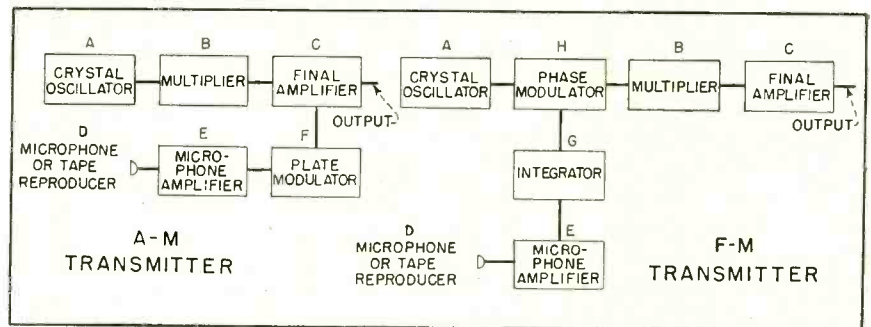 A
CRYSTAL
OSCILLATOR
B
MULTIPLIER
C
FINAL
AMPLIFIER
OUTPUT
D
MICROPHONE
OR TAPE
REPRODUCER
E
MICRO-
PHONE
AMPLIFIER
F
PLATE
MODULATOR
A-M
TRANSMITTER
A
CRYSTAL
OSCILLATOR
H
PHASE
MODULATOR
B
MULTIPLIER
C
FINAL
AMPLIFIER
OUTPUT
G
INTEGRATOR
D
MICROPHONE
OR TAPE
REPRODUCER
E
MICRO-
PHONE
AMPLIFIER
F-M
TRANSMITTER